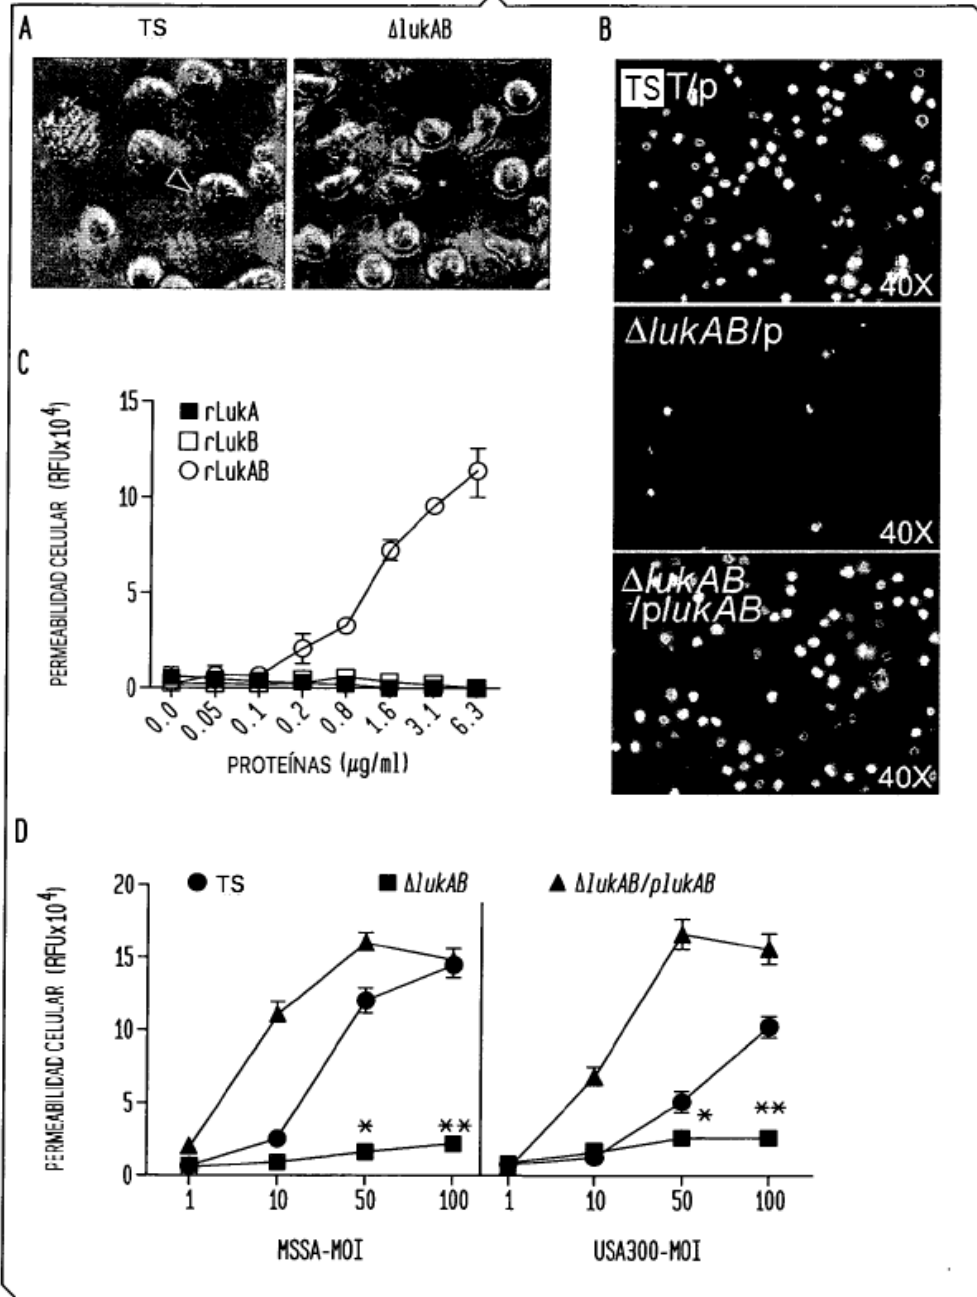 A
TS
ΔlukAB
B
TS T/p
40X
ΔlukAB/p
40X
ΔlukAB
/plukAB
40X
C
PERMEABILIDAD CELULAR (RFUx10⁴)
15
10
5
0
rLukA
rLukB
rLukAB
0.0
0.05
0.1
0.2
0.8
1.6
3.1
6.3
PROTEÍNAS (µg/ml)
D
PERMEABILIDAD CELULAR (RFUx10⁴)
TS
ΔlukAB
ΔlukAB/plukAB
20
15
10
5
0
*
**
*
**
1
10
50
100
1
10
50
100
MSSA-MOI
USA300-MOI